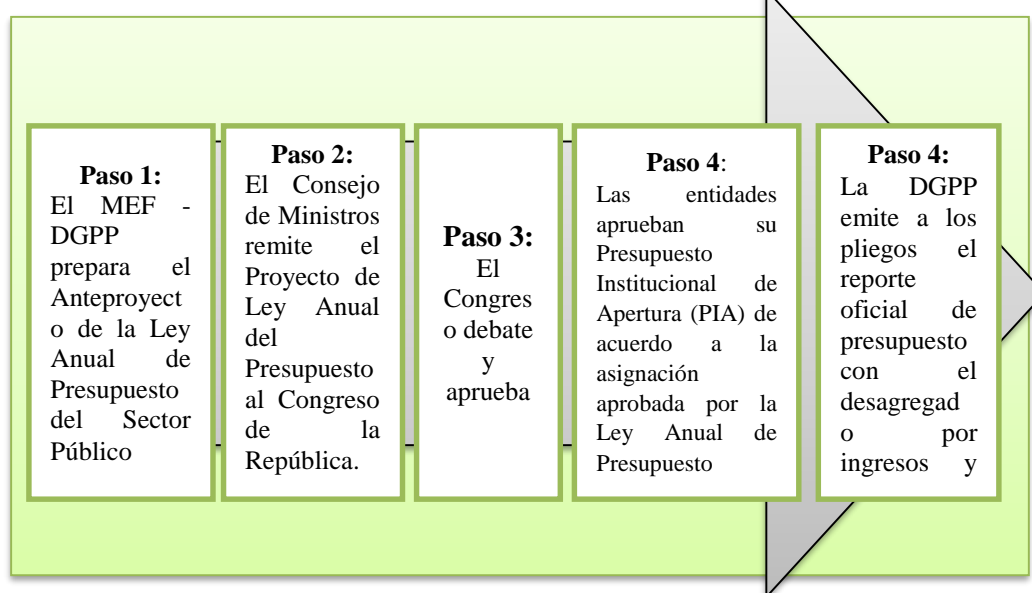 Paso 1:
El MEF -
DGPP
prepara el
Anteproyect
o de la Ley
Anual de
Presupuesto
del Sector
Público
Paso 2:
El Consejo
de Ministros
remite el
Proyecto de
Ley Anual
del
Presupuesto
al Congreso
de la
República.
Paso 3:
El
Congres
o debate
y
aprueba
Paso 4:
Las entidades
aprueban su
Presupuesto
Institucional de
Apertura (PIA) de
acuerdo a la
asignación
aprobada por la
Ley Anual de
Presupuesto
Paso 4:
La DGPP
emite a los
pliegos el
reporte
oficial de
presupuesto
con el
desagregad
o por
ingresos y